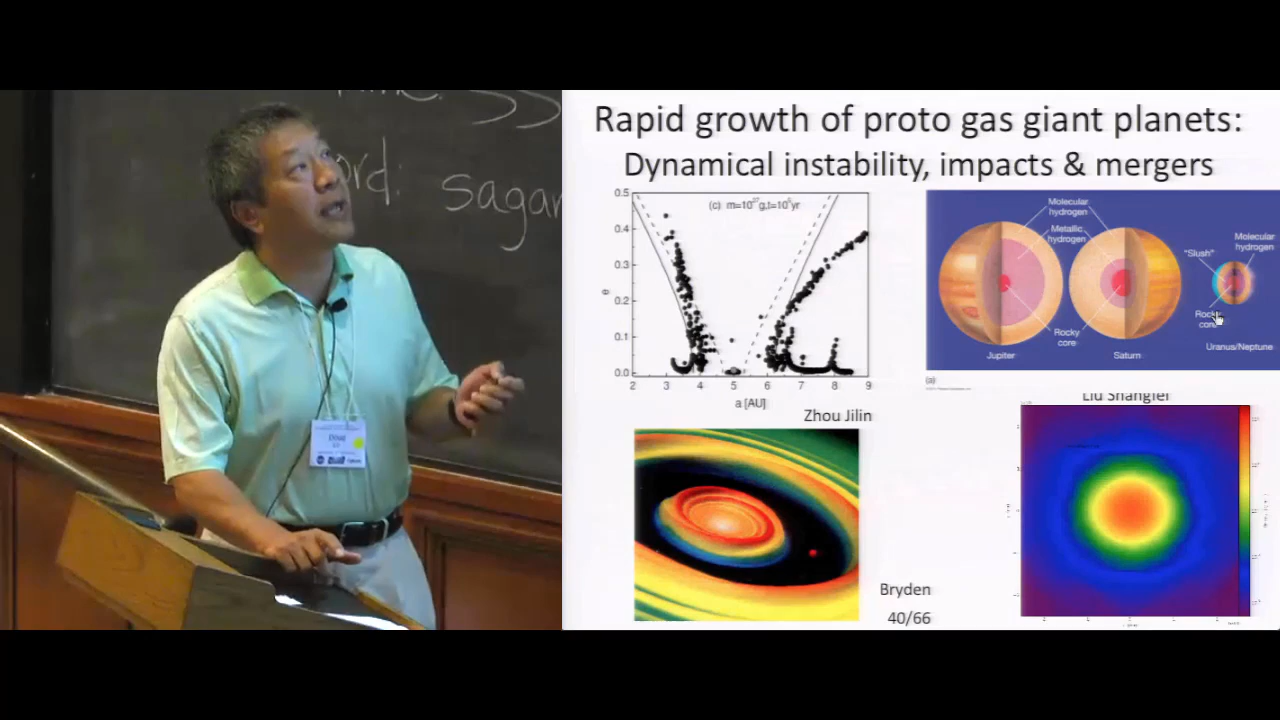 ord: sagan
Doug
Rapid growth of proto gas giant planets:
Dynamical instability, impacts & mergers
(c) m=10²⁷g,t=10⁵yr
0.5
0.4
0.3
0.2
0.1
0.0
e
2 3 4 5 6 7 8 9
a [AU]
Zhou Jilin
Molecular
hydrogen
Metallic
hydrogen
Rocky
core
Jupiter
Saturn
"Slush"
Molecular
hydrogen
Rocky
core
Uranus/Neptune
(a)
Liu Shangfei
Bryden
40/66